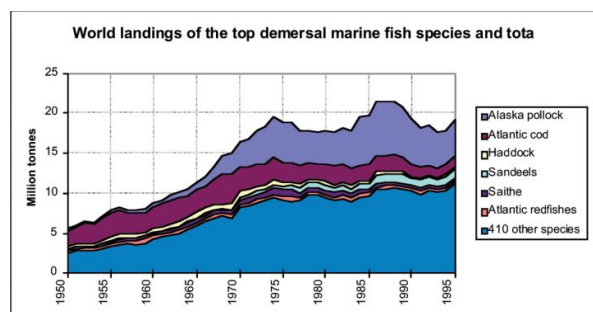 World landings of the top demersal marine fish species and tota
25
20
15
10
5
0
Million tonnes
1950
1955
1960
1965
1970
1975
1980
1985
1990
1995
Alaska pollock
Atlantic cod
Haddock
Sandeels
Saithe
Atlantic redfishes
410 other species